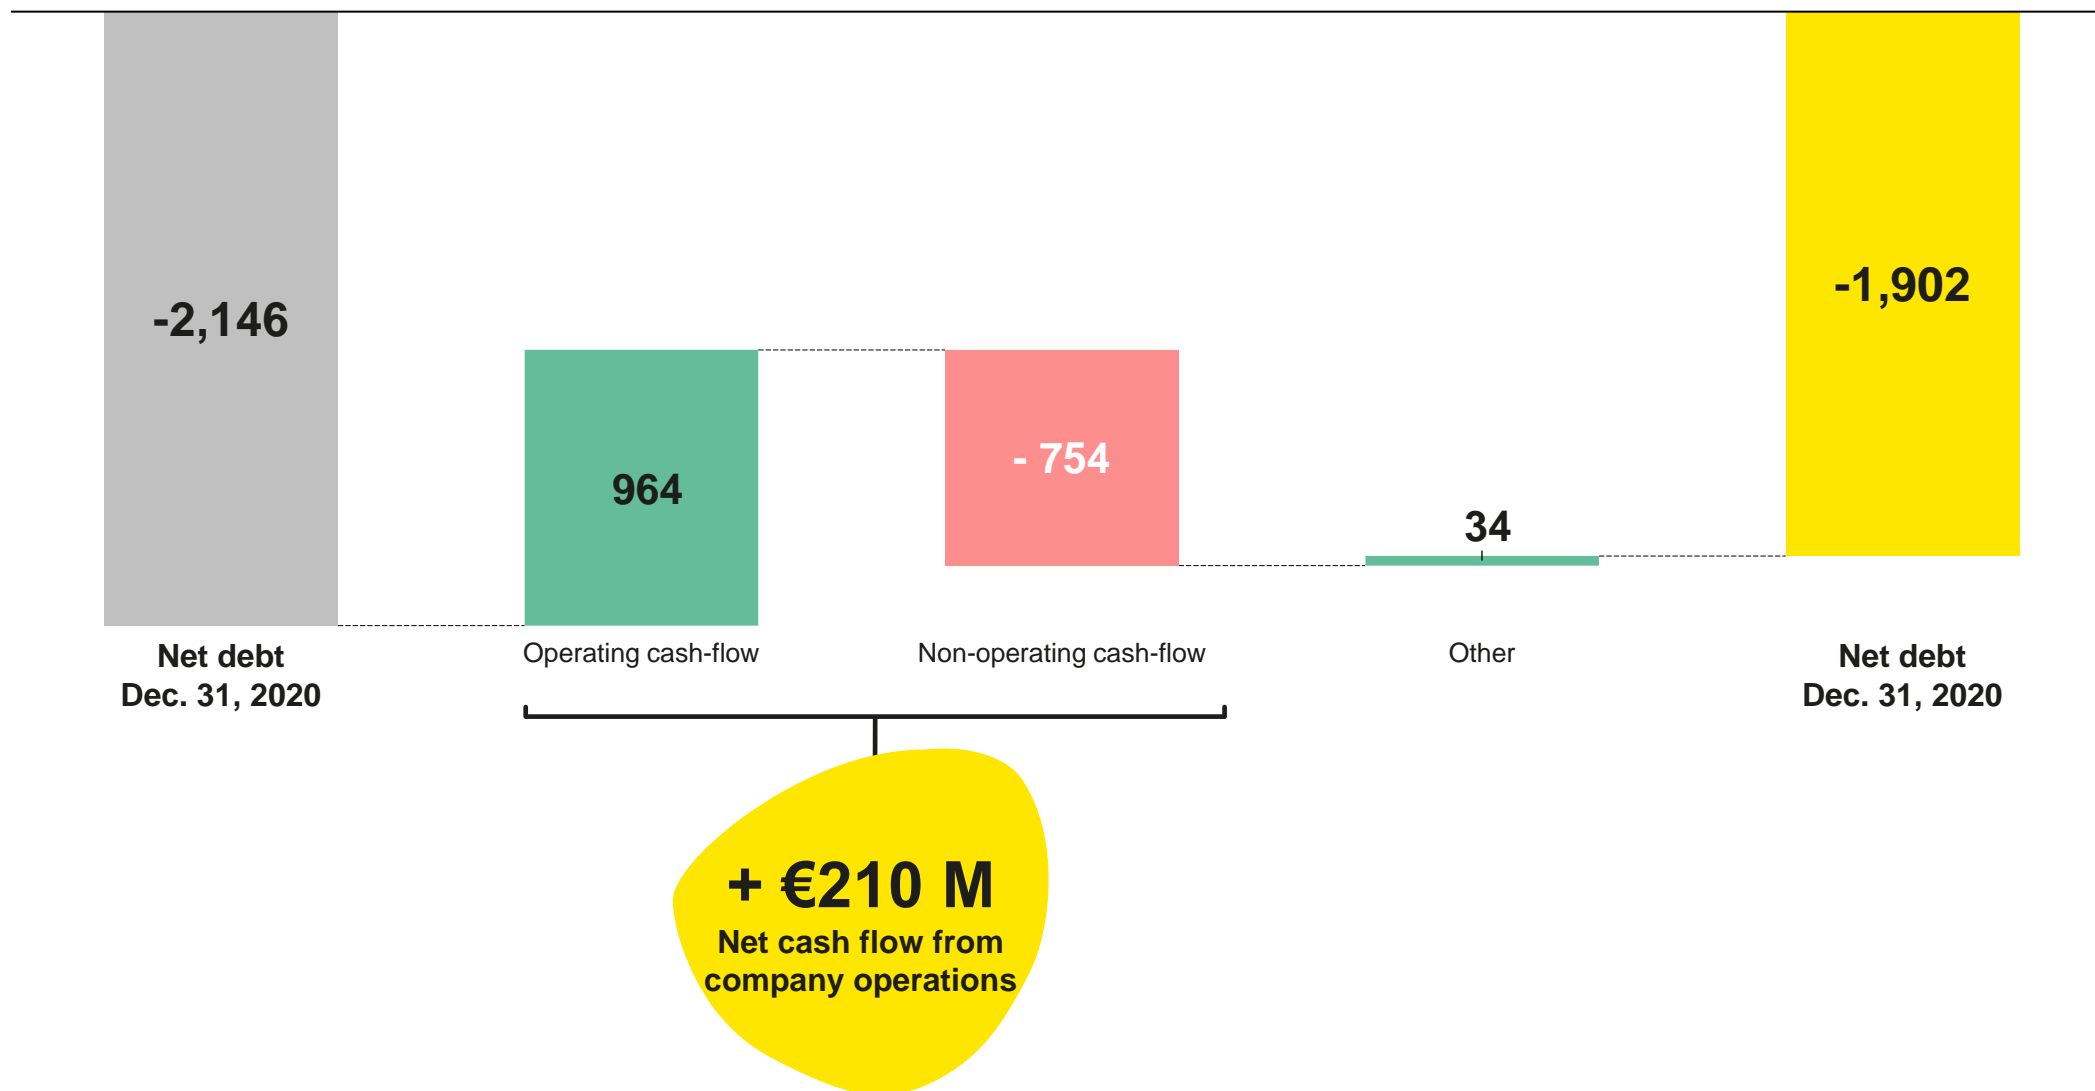 -2,146
964
- 754
34
-1,902
Net debt
Dec. 31, 2020
Operating cash-flow
Non-operating cash-flow
Other
Net debt
Dec. 31, 2020
+ €210 M
Net cash flow from
company operations